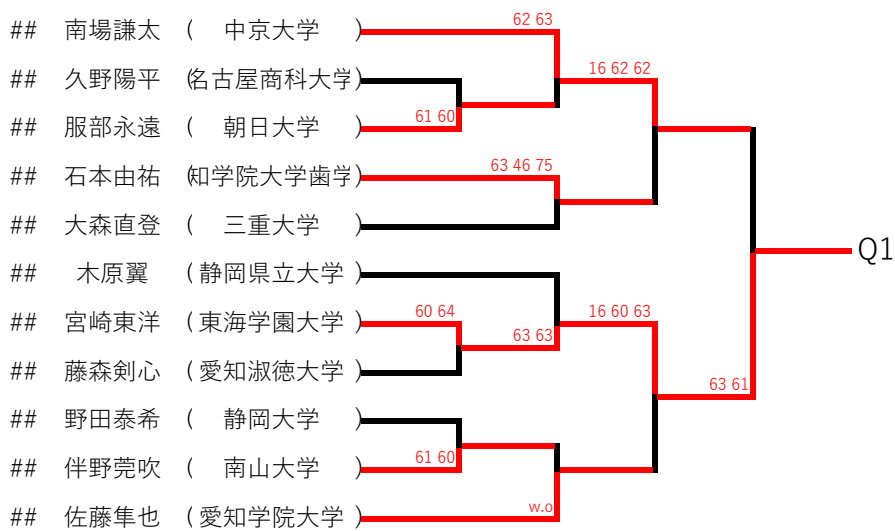 62 63
## 南場謙太 ( 中京大学 )
16 62 62
## 久野陽平 (名古屋商科大学)
61 60
## 服部永遠 ( 朝日大学 )
63 46 75
## 石本由祐 (知学院大学歯学)
## 大森直登 ( 三重大学 )
Q1
## 木原翼 ( 静岡県立大学 )
60 64
16 60 63
## 宮崎東洋 ( 東海学園大学 )
63 63
## 藤森剣心 ( 愛知淑徳大学 )
63 61
## 野田泰希 ( 静岡大学 )
61 60
## 伴野莞吹 ( 南山大学 )
w.o
## 佐藤隼也 ( 愛知学院大学 )